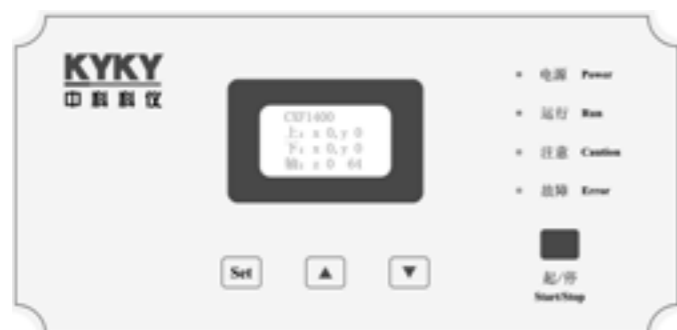 KYKY
中科科仪
CXF1400
上: x 0, y 0
下: x 0, y 0
轴: z 0 64
电源 Power
运行 Run
注意 Caution
故障 Error
Set ▲ ▼
起/停
Start/Stop